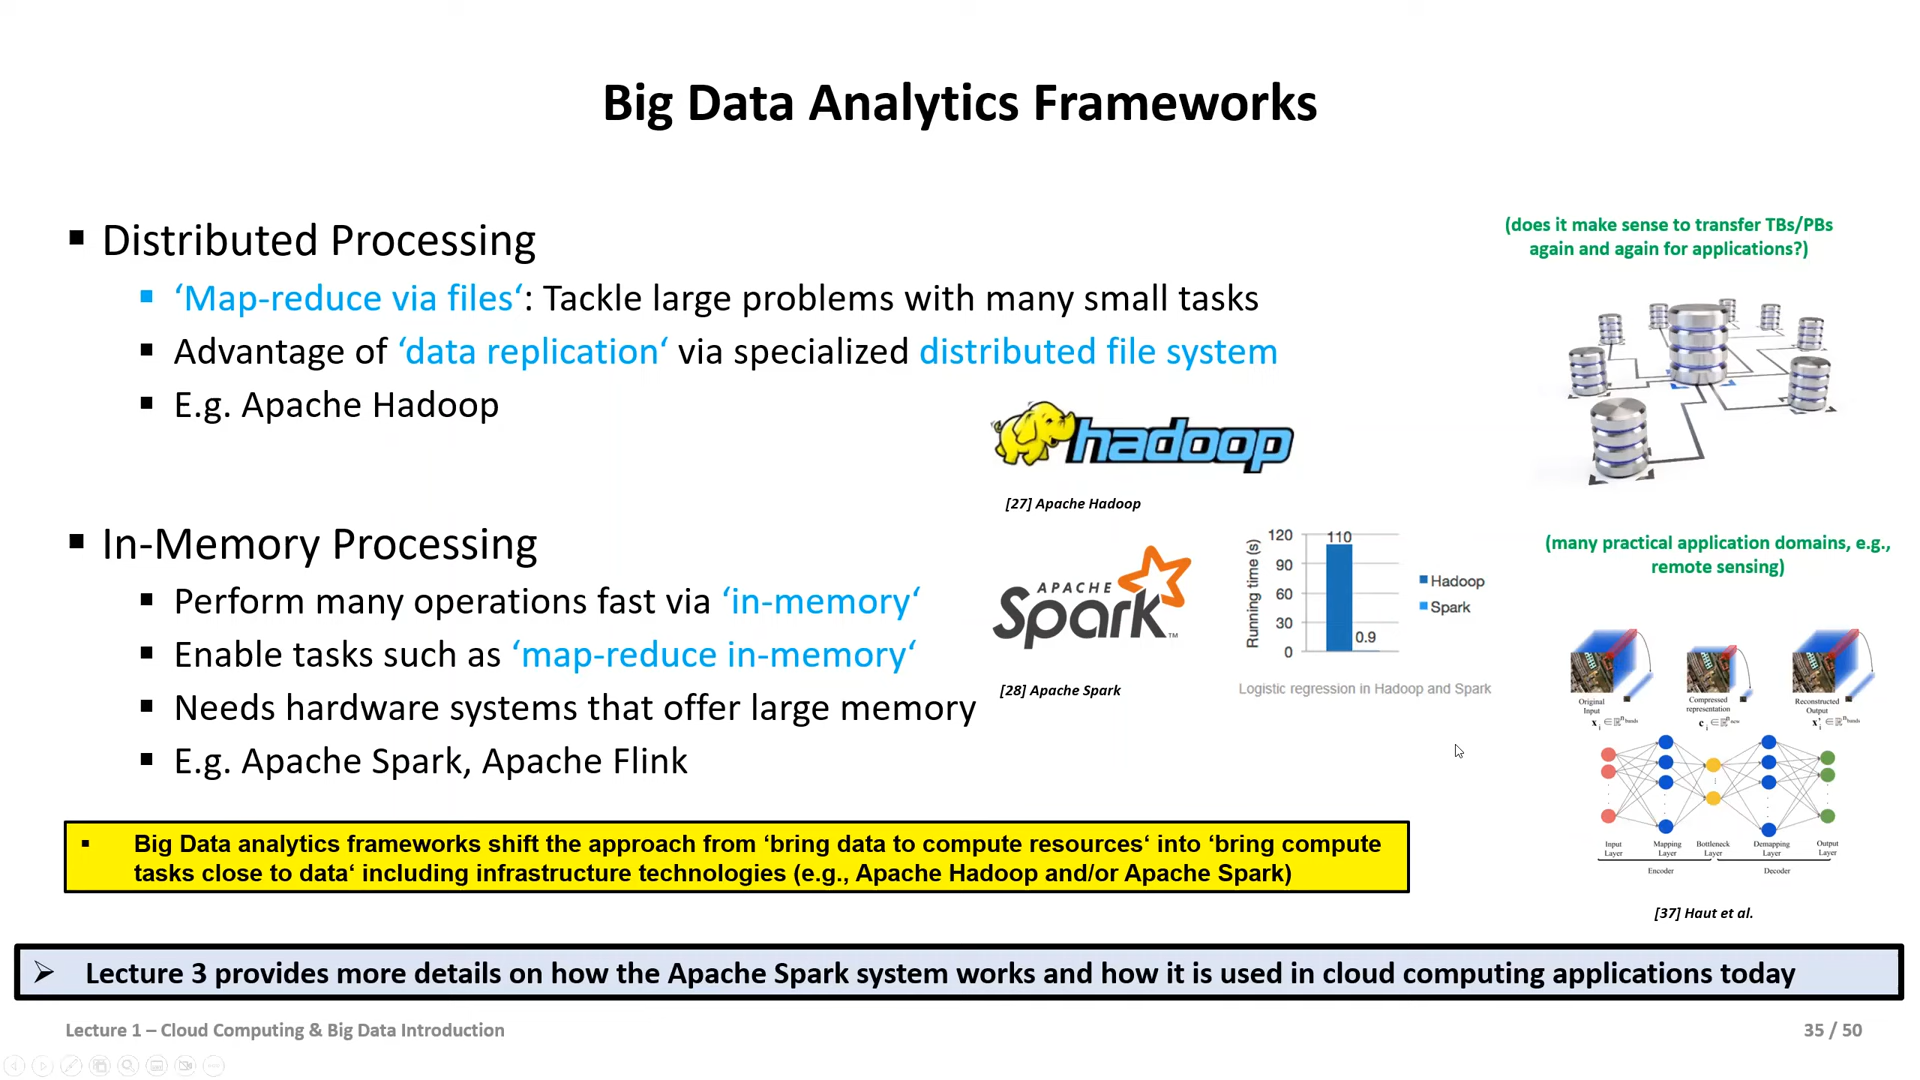 Big Data Analytics Frameworks
▪ Distributed Processing
▪ ‘Map-reduce via files‘: Tackle large problems with many small tasks
▪ Advantage of ‘data replication‘ via specialized distributed file system
▪ E.g. Apache Hadoop
hadoop
[27] Apache Hadoop
(does it make sense to transfer TBs/PBs
again and again for applications?)
▪ In-Memory Processing
▪ Perform many operations fast via ‘in-memory‘
▪ Enable tasks such as ‘map-reduce in-memory‘
▪ Needs hardware systems that offer large memory
▪ E.g. Apache Spark, Apache Flink
APACHE
Spark™
[28] Apache Spark
Running time (s)
120
90
60
30
0
110
0.9
Hadoop
Spark
Logistic regression in Hadoop and Spark
(many practical application domains, e.g.,
remote sensing)
Original
Input
Compressed
representation
Reconstructed
Output
Input
Layer
Mapping
Layer
Bottleneck
Layer
Demapping
Layer
Output
Layer
Encoder
Decoder
[37] Haut et al.
▪ Big Data analytics frameworks shift the approach from ‘bring data to compute resources‘ into ‘bring compute
tasks close to data‘ including infrastructure technologies (e.g., Apache Hadoop and/or Apache Spark)
➢ Lecture 3 provides more details on how the Apache Spark system works and how it is used in cloud computing applications today
Lecture 1 – Cloud Computing & Big Data Introduction
35 / 50